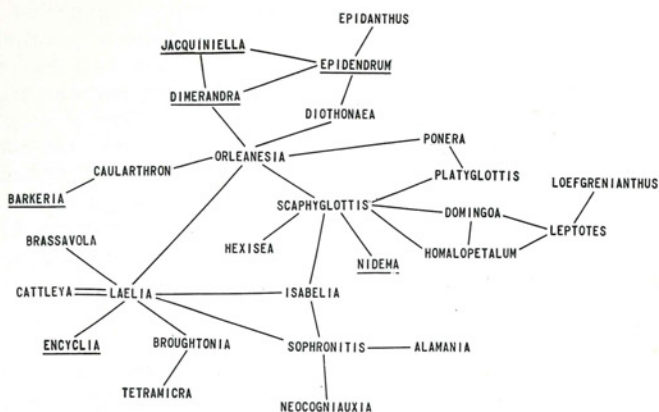 EPIDANTHUS
JACQUINIELLA
EPIDENDRUM
DIMERANDRA
DIOTHONAEA
PONERA
ORLEANESIA
CAULARTHRON
PLATYGLOTTIS
LOEFGRENIANTHUS
BARKERIA
SCAPHYGLOTTIS
DOMINGOA
LEPTOTES
BRASSAVOLA
HEXISEA
HOMALOPETALUM
NIDEMA
CATTLEYA
LAELIA
ISABELIA
ENCYCLIA
BROUGHTONIA
SOPHRONITIS
ALAMANIA
TETRAMICRA
NEOCOGNIAUXIA